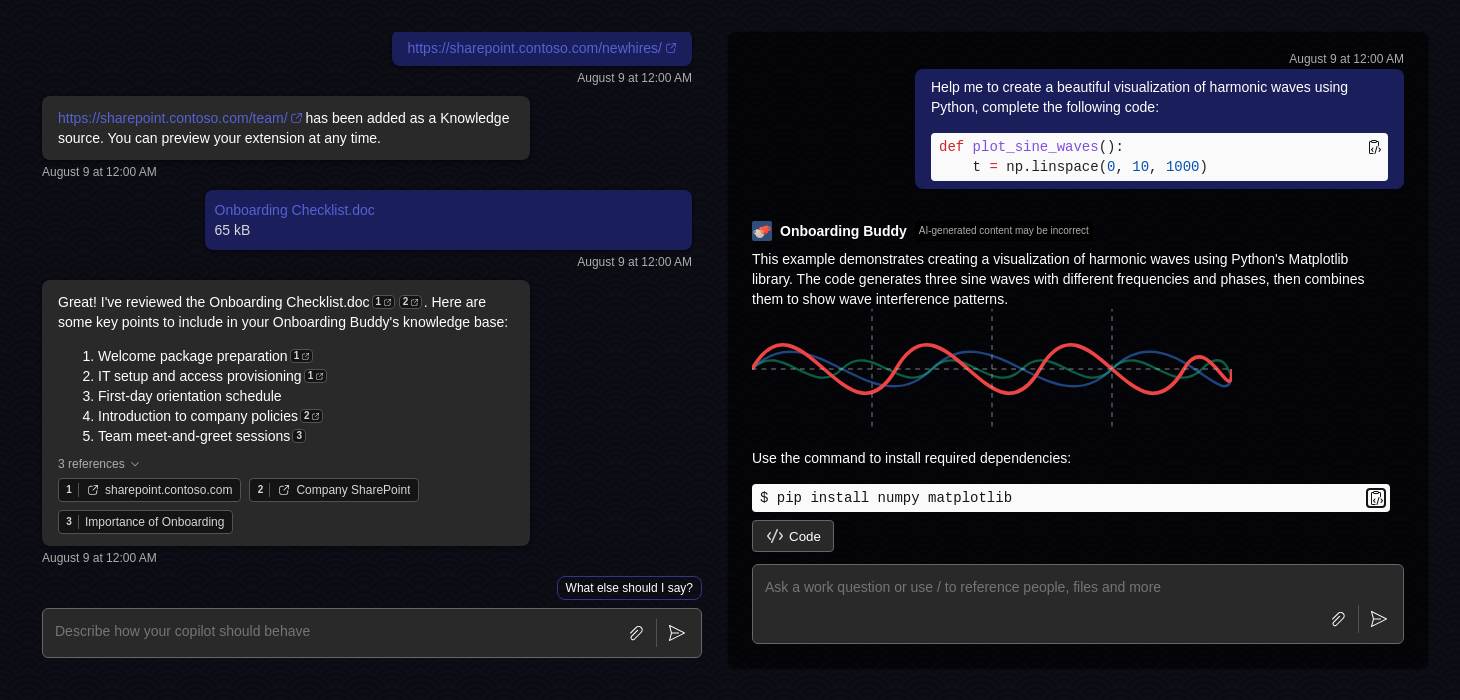 https://sharepoint.contoso.com/newhires/
August 9 at 12:00 AM
https://sharepoint.contoso.com/team/ has been added as a Knowledge
source. You can preview your extension at any time.
August 9 at 12:00 AM
Onboarding Checklist.doc
65 kB
August 9 at 12:00 AM
Great! I've reviewed the Onboarding Checklist.doc 1 2 . Here are
some key points to include in your Onboarding Buddy's knowledge base:
1. Welcome package preparation 1
2. IT setup and access provisioning 1
3. First-day orientation schedule
4. Introduction to company policies 2
5. Team meet-and-greet sessions 3
3 references
1 sharepoint.contoso.com 2 Company SharePoint
3 Importance of Onboarding
August 9 at 12:00 AM
What else should I say?
Describe how your copilot should behave
August 9 at 12:00 AM
Help me to create a beautiful visualization of harmonic waves using
Python, complete the following code:
def plot_sine_waves():
    t = np.linspace(0, 10, 1000)
Onboarding Buddy AI-generated content may be incorrect
This example demonstrates creating a visualization of harmonic waves using Python's Matplotlib
library. The code generates three sine waves with different frequencies and phases, then combines
them to show wave interference patterns.
Use the command to install required dependencies:
$ pip install numpy matplotlib
Code
Ask a work question or use / to reference people, files and more